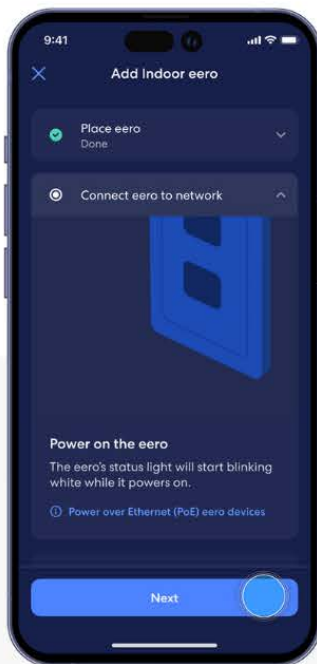 9:41
Add Indoor eero
Place eero
Done
Connect eero to network
Power on the eero
The eero's status light will start blinking
white while it powers on.
Power over Ethernet (PoE) eero devices
Next